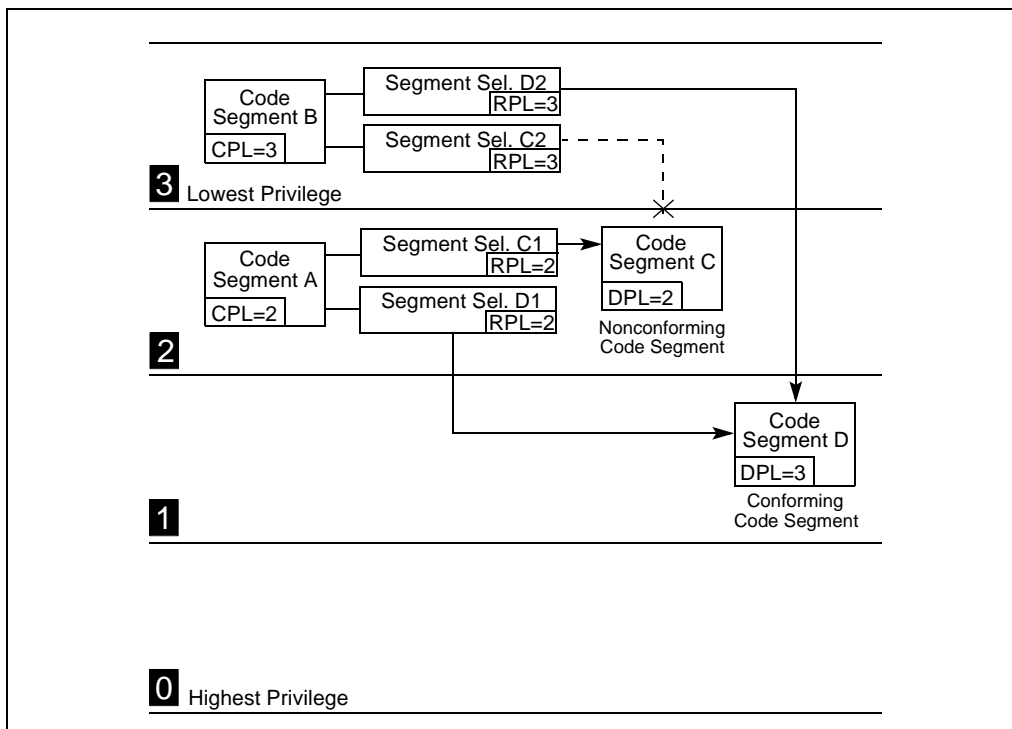 Segment Sel. D2
RPL=3
Code
Segment B
CPL=3
Segment Sel. C2
RPL=3
3 Lowest Privilege
Code
Segment A
CPL=2
Segment Sel. C1
RPL=2
Segment Sel. D1
RPL=2
Code
Segment C
DPL=2
Nonconforming
Code Segment
2
Code
Segment D
DPL=3
Conforming
Code Segment
1
0 Highest Privilege